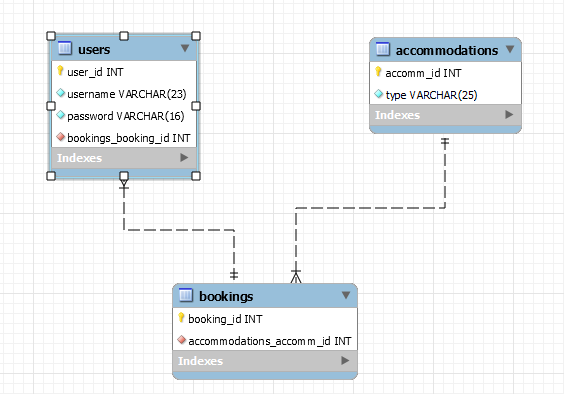 users
user_id INT
username VARCHAR(23)
password VARCHAR(16)
bookings_booking_id INT
Indexes
accommodations
accomm_id INT
type VARCHAR(25)
Indexes
bookings
booking_id INT
accommodations_accomm_id INT
Indexes